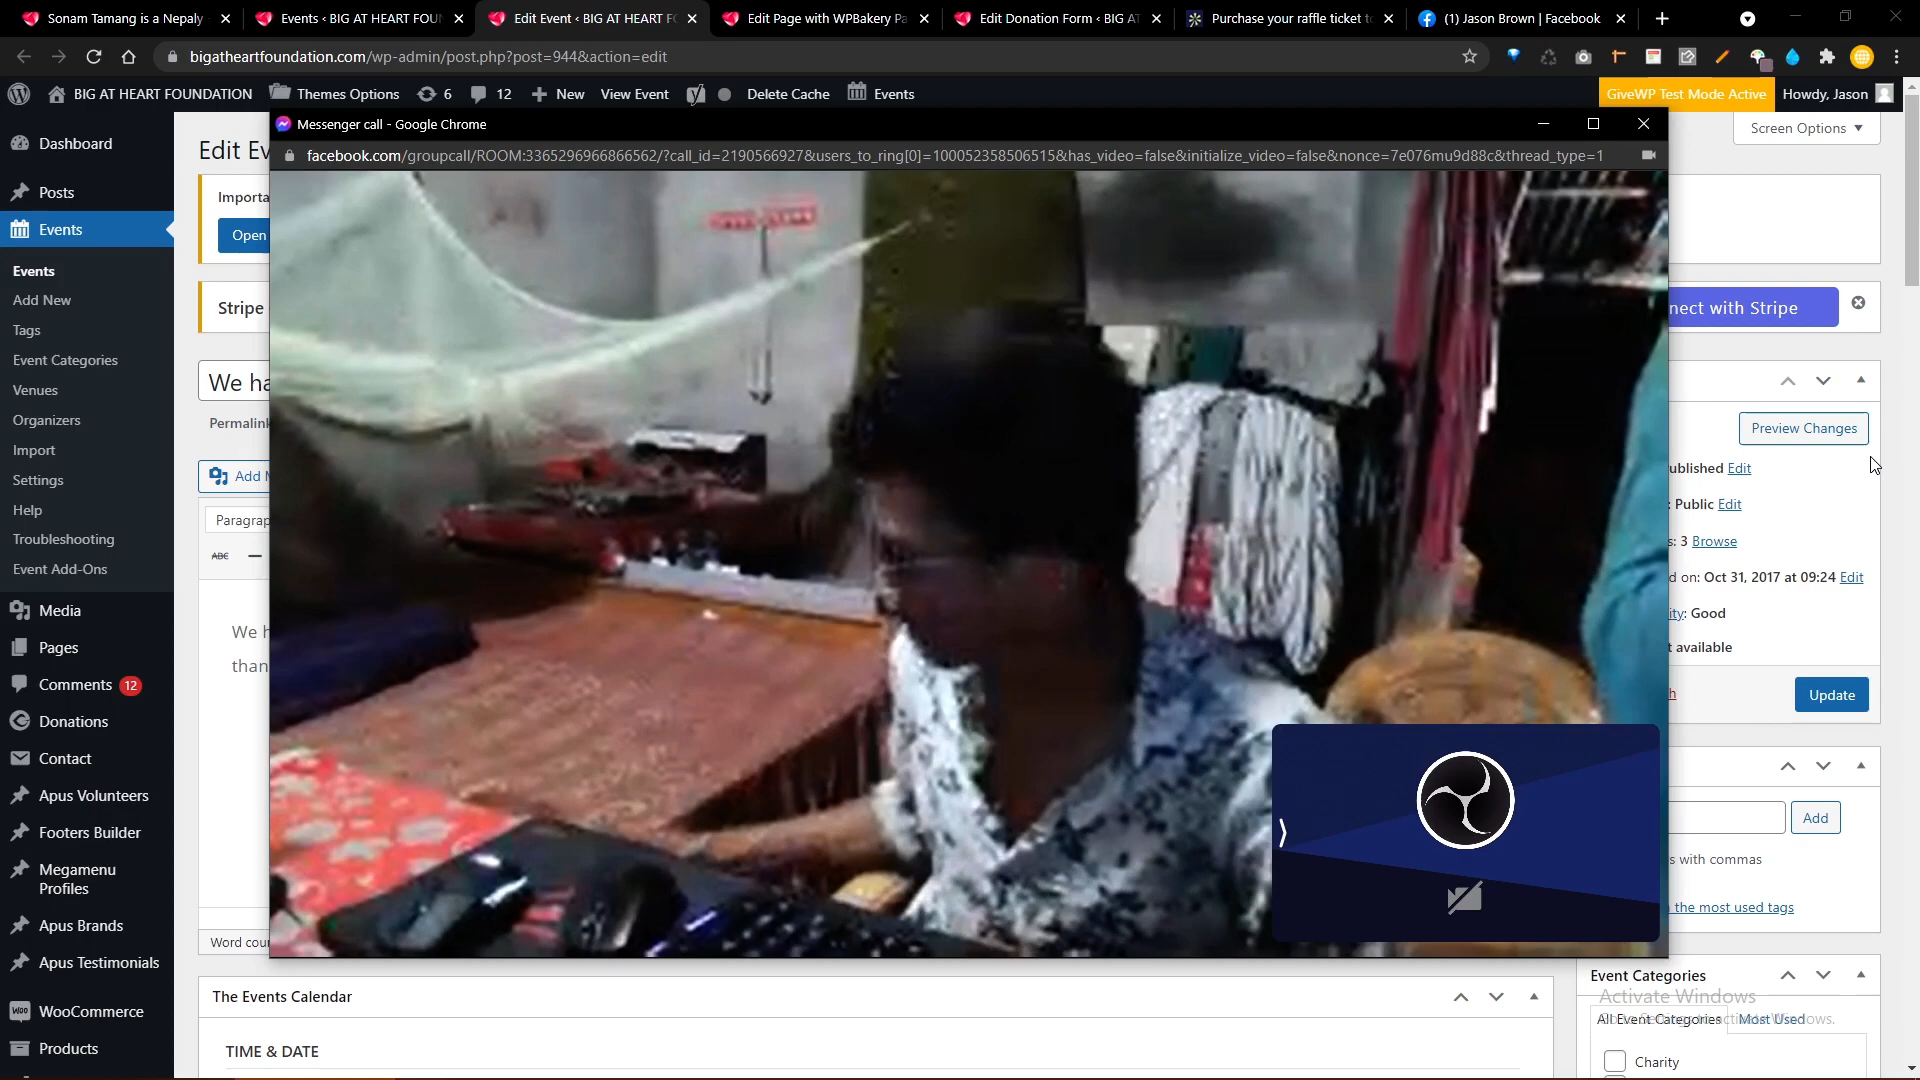 Sonam Tamang is a Nepaly
Events ‹ BIG AT HEART FOU
Edit Event ‹ BIG AT HEART F
Edit Page with WPBakery Pa
Edit Donation Form ‹ BIG AT
Purchase your raffle ticket to
(1) Jason Brown | Facebook
bigatheartfoundation.com/wp-admin/post.php?post=944&action=edit
BIG AT HEART FOUNDATION
Themes Options
6
12
New
View Event
Delete Cache
Events
GiveWP Test Mode Active
Howdy, Jason
Messenger call - Google Chrome
facebook.com/groupcall/ROOM:3365296966866562/?call_id=2190566927&users_to_ring[0]=100052358506515&has_video=false&initialize_video=false&nonce=7e076mu9d88c&thread_type=1
Screen Options
Dashboard
Posts
Events
Events
Add New
Tags
Event Categories
Venues
Organizers
Import
Settings
Help
Troubleshooting
Event Add-Ons
Media
Pages
Comments 12
Donations
Contact
Apus Volunteers
Footers Builder
Megamenu
Profiles
Apus Brands
Apus Testimonials
WooCommerce
Products
Edit Ev
Importa
Open
Stripe
nect with Stripe
We ha
Permalink
Add M
Paragrap
ABC
We h
than
Word cou
Preview Changes
ublished Edit
: Public Edit
s: 3 Browse
d on: Oct 31, 2017 at 09:24 Edit
ity: Good
t available
h
Update
Add
s with commas
the most used tags
The Events Calendar
TIME & DATE
Event Categories
Activate Windows
Go to Settings to activate Windows.
All Event Categories
Most Used
Charity